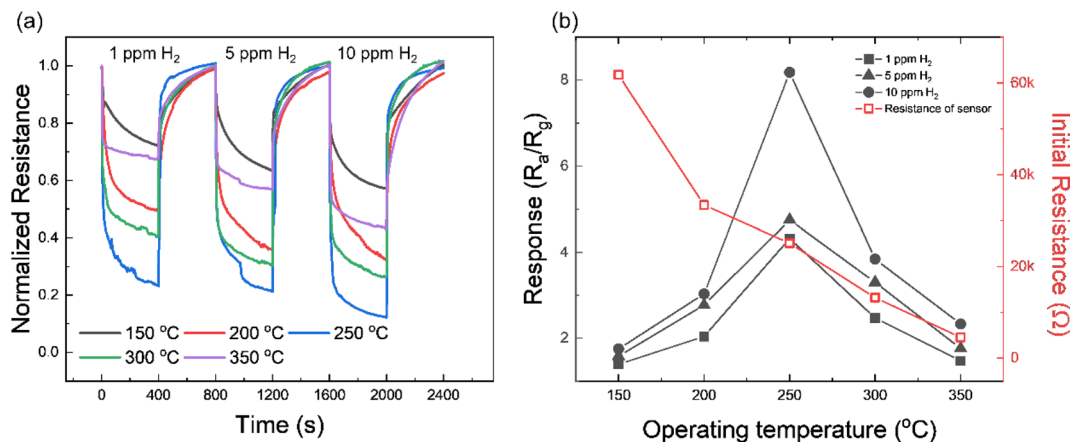 (a)
1 ppm H₂ 5 ppm H₂ 10 ppm H₂
Normalized Resistance
1.0
0.8
0.6
0.4
0.2
0.0
150 °C 200 °C 250 °C
300 °C 350 °C
0 400 800 1200 1600 2000 2400
Time (s)
(b)
Response (Rₐ/R_g)
8
6
4
2
1 ppm H₂
5 ppm H₂
10 ppm H₂
Resistance of sensor
60k
40k
20k
0
Initial Resistance (Ω)
150 200 250 300 350
Operating temperature (°C)